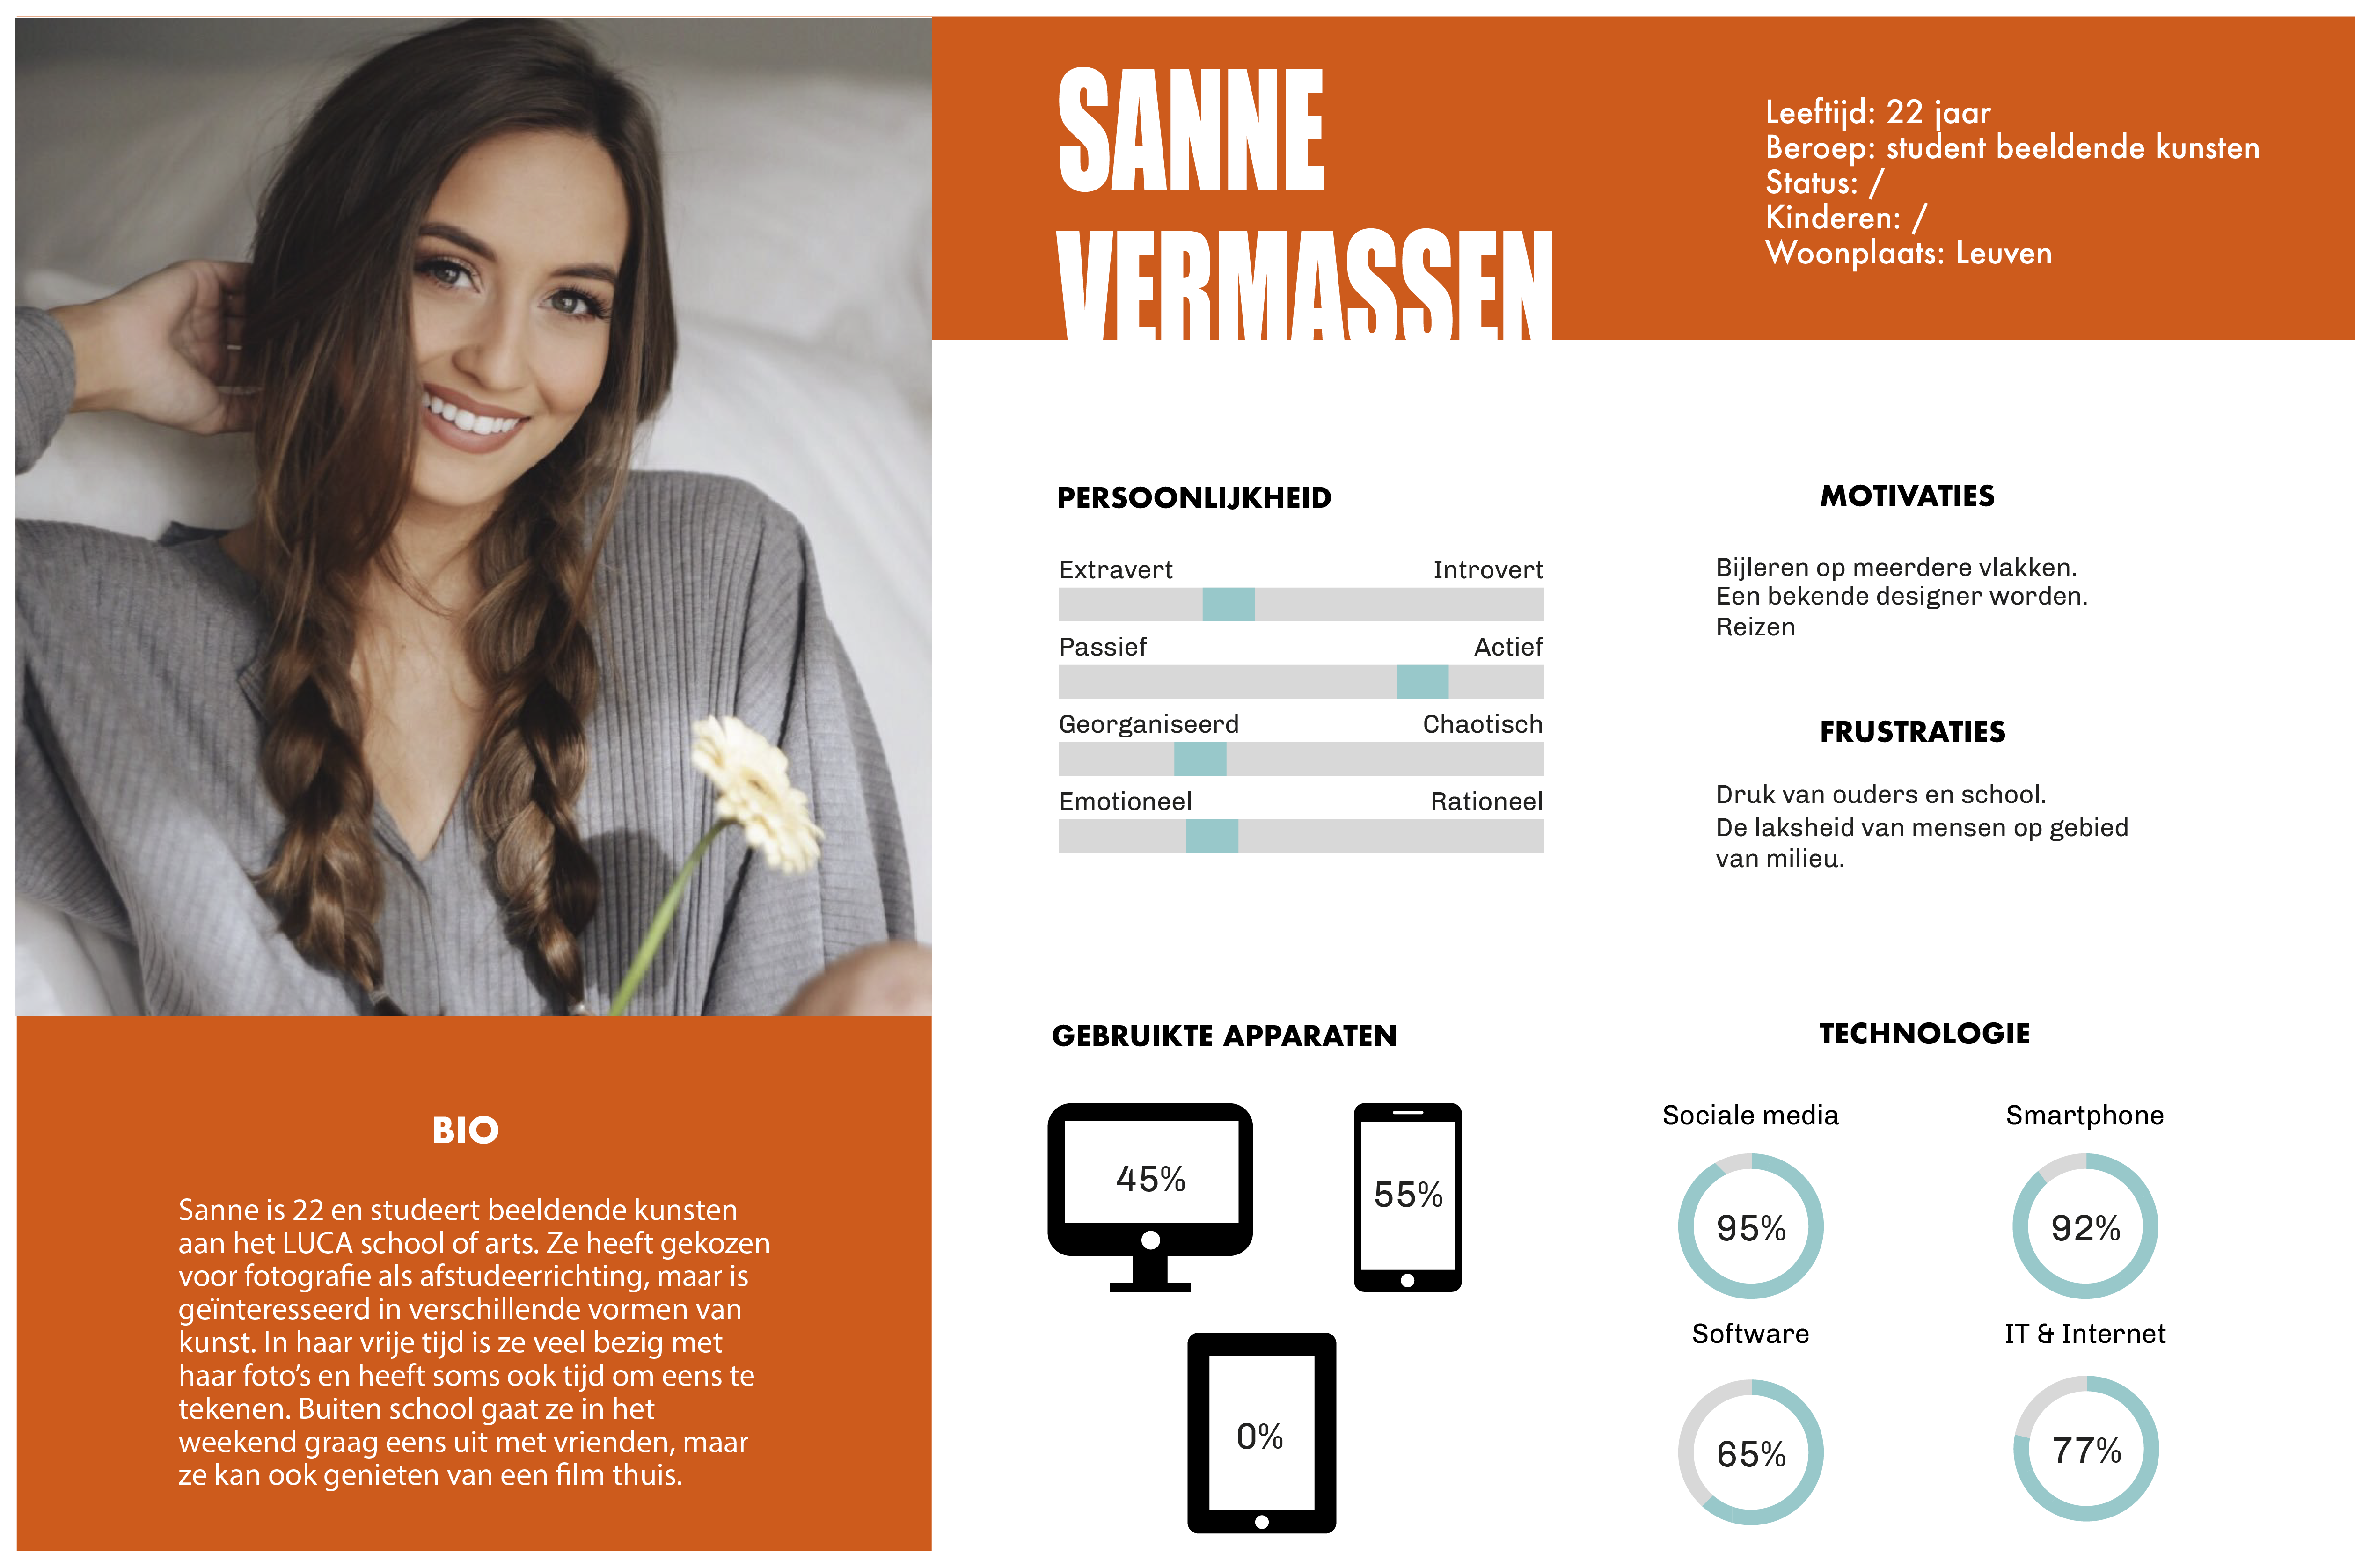 SANNE
VERMASSEN
Leeftijd: 22 jaar
Beroep: student beeldende kunsten
Status: /
Kinderen: /
Woonplaats: Leuven
PERSOONLIJKHEID
Extravert Introvert
Passief Actief
Georganiseerd Chaotisch
Emotioneel Rationeel
MOTIVATIES
Bijleren op meerdere vlakken.
Een bekende designer worden.
Reizen
FRUSTRATIES
Druk van ouders en school.
De laksheid van mensen op gebied
van milieu.
BIO
Sanne is 22 en studeert beeldende kunsten
aan het LUCA school of arts. Ze heeft gekozen
voor fotografie als afstudeerrichting, maar is
geïnteresseerd in verschillende vormen van
kunst. In haar vrije tijd is ze veel bezig met
haar foto's en heeft soms ook tijd om eens te
tekenen. Buiten school gaat ze in het
weekend graag eens uit met vrienden, maar
ze kan ook genieten van een film thuis.
GEBRUIKTE APPARATEN
45%
55%
0%
TECHNOLOGIE
Sociale media Smartphone
95% 92%
Software IT & Internet
65% 77%